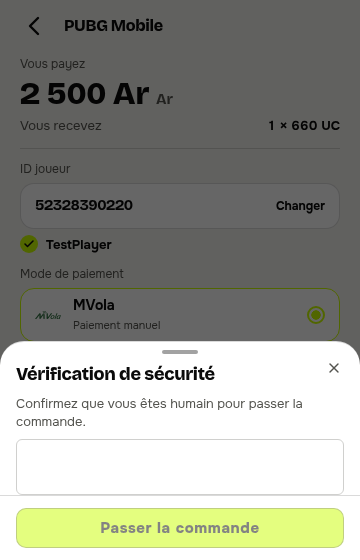 PUBG Mobile
Vous payez
2 500 Ar Ar
Vous recevez
1 × 660 UC
ID joueur
52328390220
Changer
TestPlayer
Mode de paiement
MVola
MVola
Paiement manuel
Vérification de sécurité
Confirmez que vous êtes humain pour passer la
commande.
Passer la commande